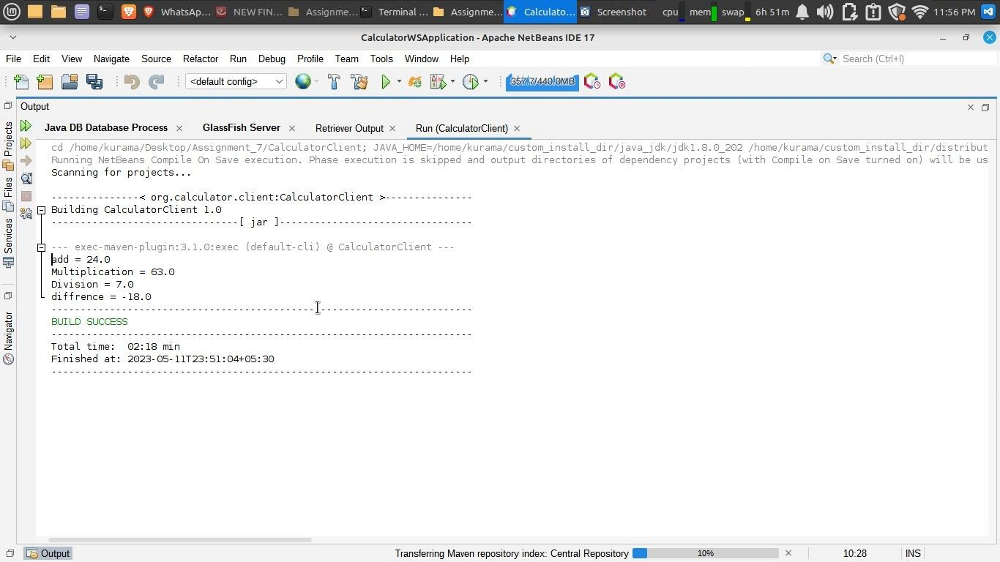 WhatsAp...
NEW FIN...
Assignme...
Terminal ...
Assignme...
Calculato...
Screenshot
cpu
mem
swap
6h 51m
11:56 PM
CalculatorWSApplication - Apache NetBeans IDE 17
File Edit View Navigate Source Refactor Run Debug Profile Team Tools Window Help
Search (Ctrl+I)
<default config>
357.7/440.0MB
Output
Java DB Database Process
GlassFish Server
Retriever Output
Run (CalculatorClient)
Projects
Files
Services
Navigator
cd /home/kurama/Desktop/Assignment_7/CalculatorClient; JAVA_HOME=/home/kurama/custom_install_dir/java_jdk/jdk1.8.0_202 /home/kurama/custom_install_dir/distribut
Running NetBeans Compile On Save execution. Phase execution is skipped and output directories of dependency projects (with Compile on Save turned on) will be us
Scanning for projects...
---------------< org.calculator.client:CalculatorClient >---------------
Building CalculatorClient 1.0
--------------------------------[ jar ]---------------------------------
--- exec-maven-plugin:3.1.0:exec (default-cli) @ CalculatorClient ---
add = 24.0
Multiplication = 63.0
Division = 7.0
diffrence = -18.0
------------------------------------------------------------------------
BUILD SUCCESS
------------------------------------------------------------------------
Total time:  02:18 min
Finished at: 2023-05-11T23:51:04+05:30
------------------------------------------------------------------------
Output
Transferring Maven repository index: Central Repository
10%
10:28
INS